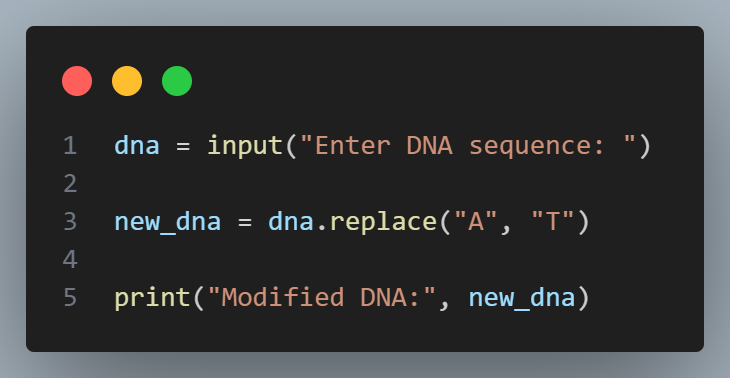 1 dna = input("Enter DNA sequence: ")
2
3 new_dna = dna.replace("A", "T")
4
5 print("Modified DNA:", new_dna)